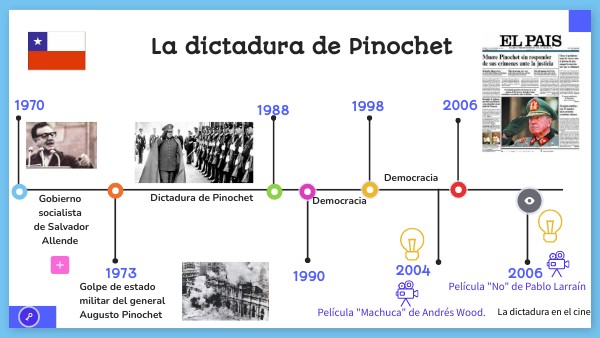 La dictadura de Pinochet
EL PAIS
Muere Pinochet sin responder
de sus crímenes ante la justicia
1970
1988
1998
2006
Gobierno
socialista
de Salvador
Allende
Dictadura de Pinochet
Democracia
Democracia
1973
Golpe de estado
militar del general
Augusto Pinochet
1990
2004
Película "Machuca" de Andrés Wood.
2006
Película "No" de Pablo Larraín
La dictadura en el cine